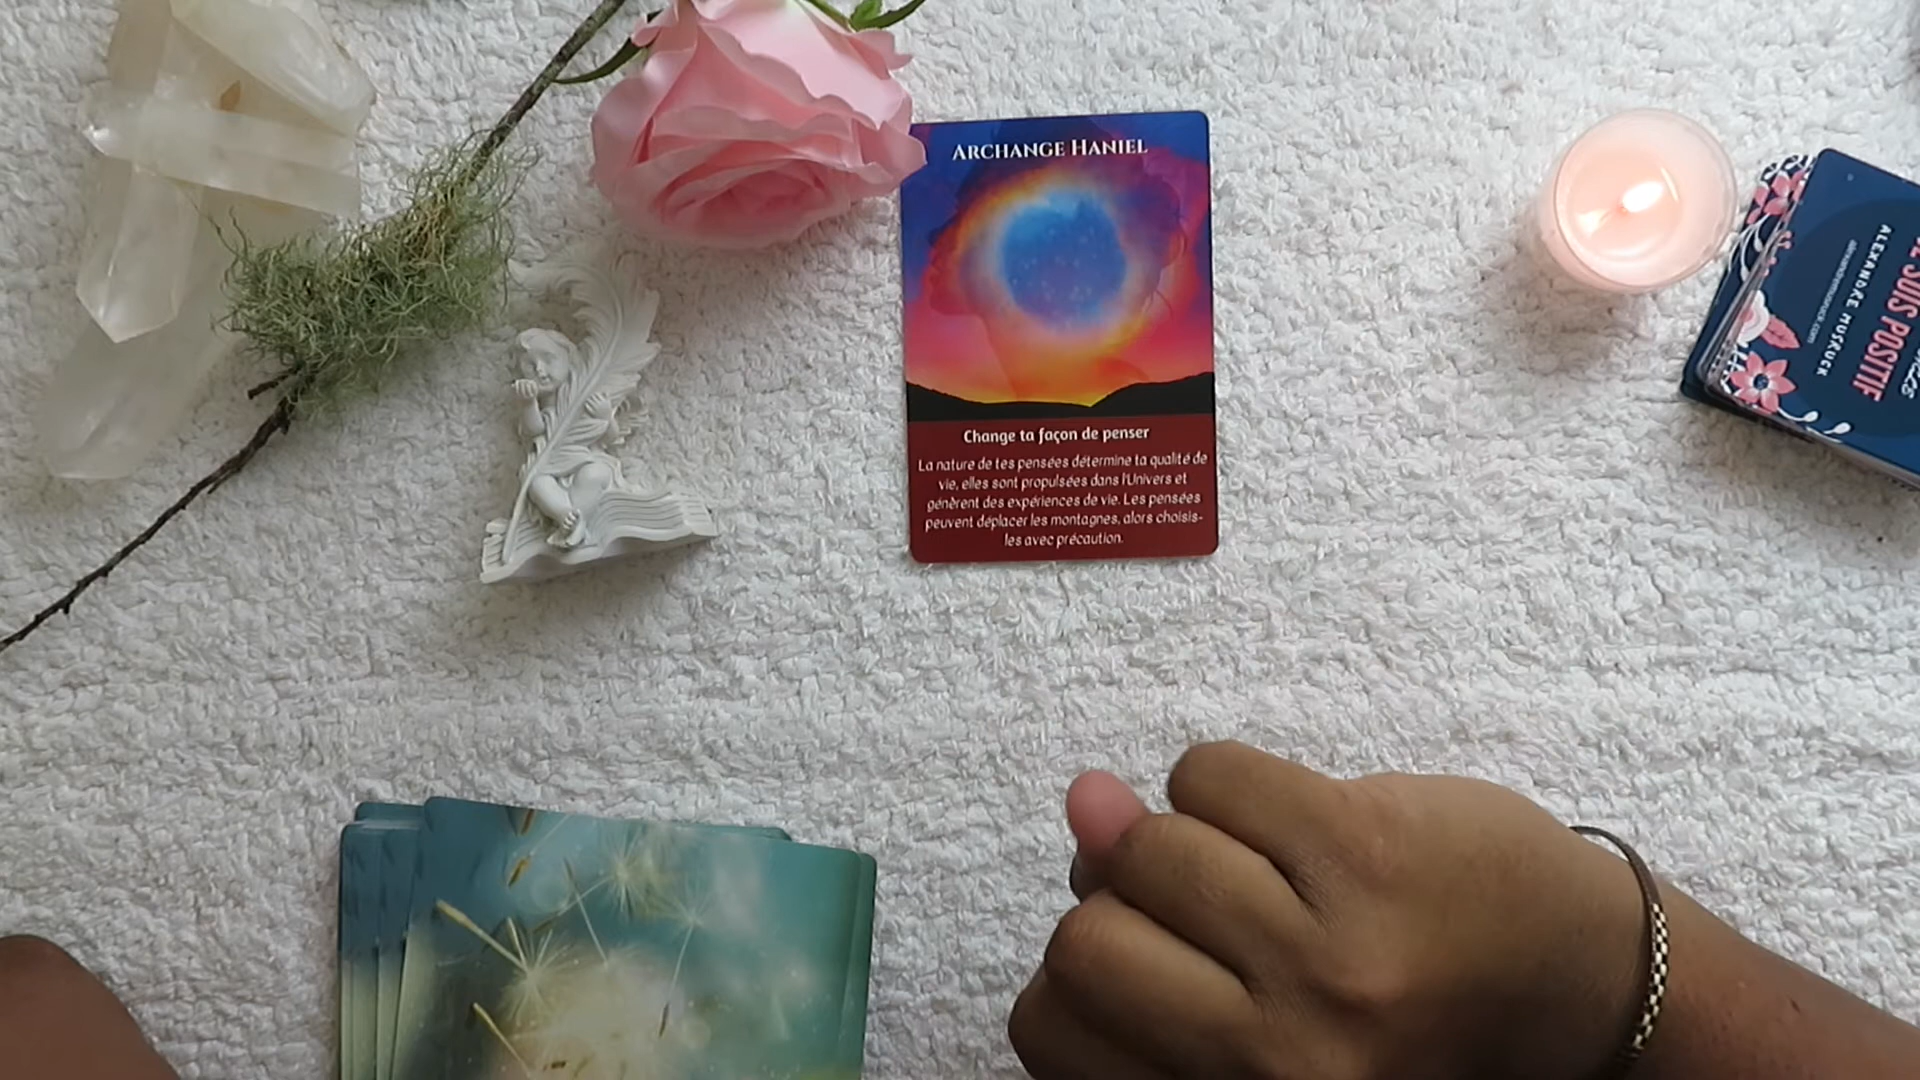 ARCHANGE HANIEL
Change ta façon de penser
La nature de tes pensées détermine ta qualité de
vie, elles sont propulsées dans l'Univers et
génèrent des expériences de vie. Les pensées
peuvent déplacer les montagnes, alors choisis-
les avec précaution.
SUIS POSITIF
ALEXANDRE MUSRUCK
alexandremusruck.com